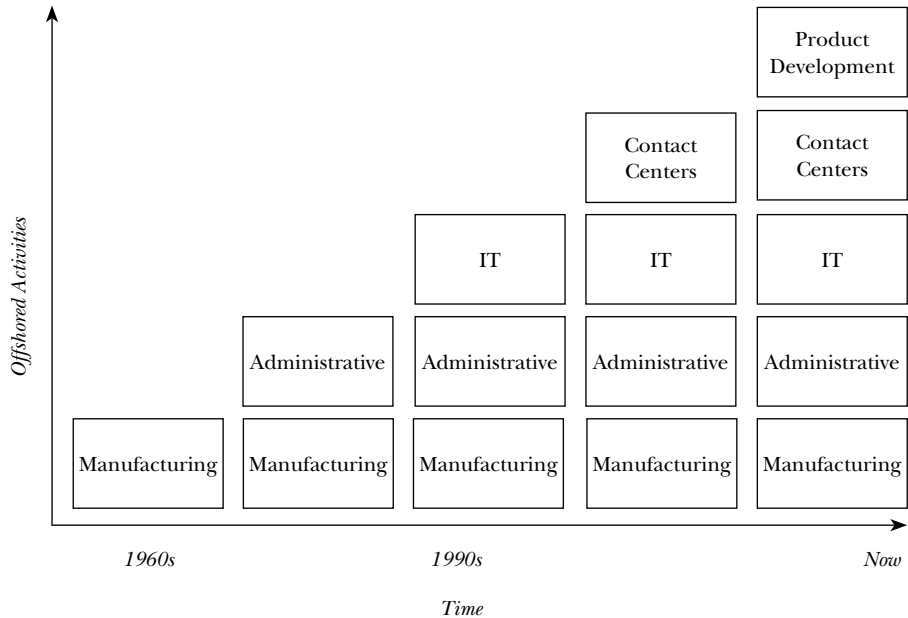 Product
Development
Contact
Centers
Contact
Centers
IT
IT
IT
Administrative
Administrative
Administrative
Administrative
Manufacturing
Manufacturing
Manufacturing
Manufacturing
Manufacturing
Offshored Activities
1960s
1990s
Now
Time